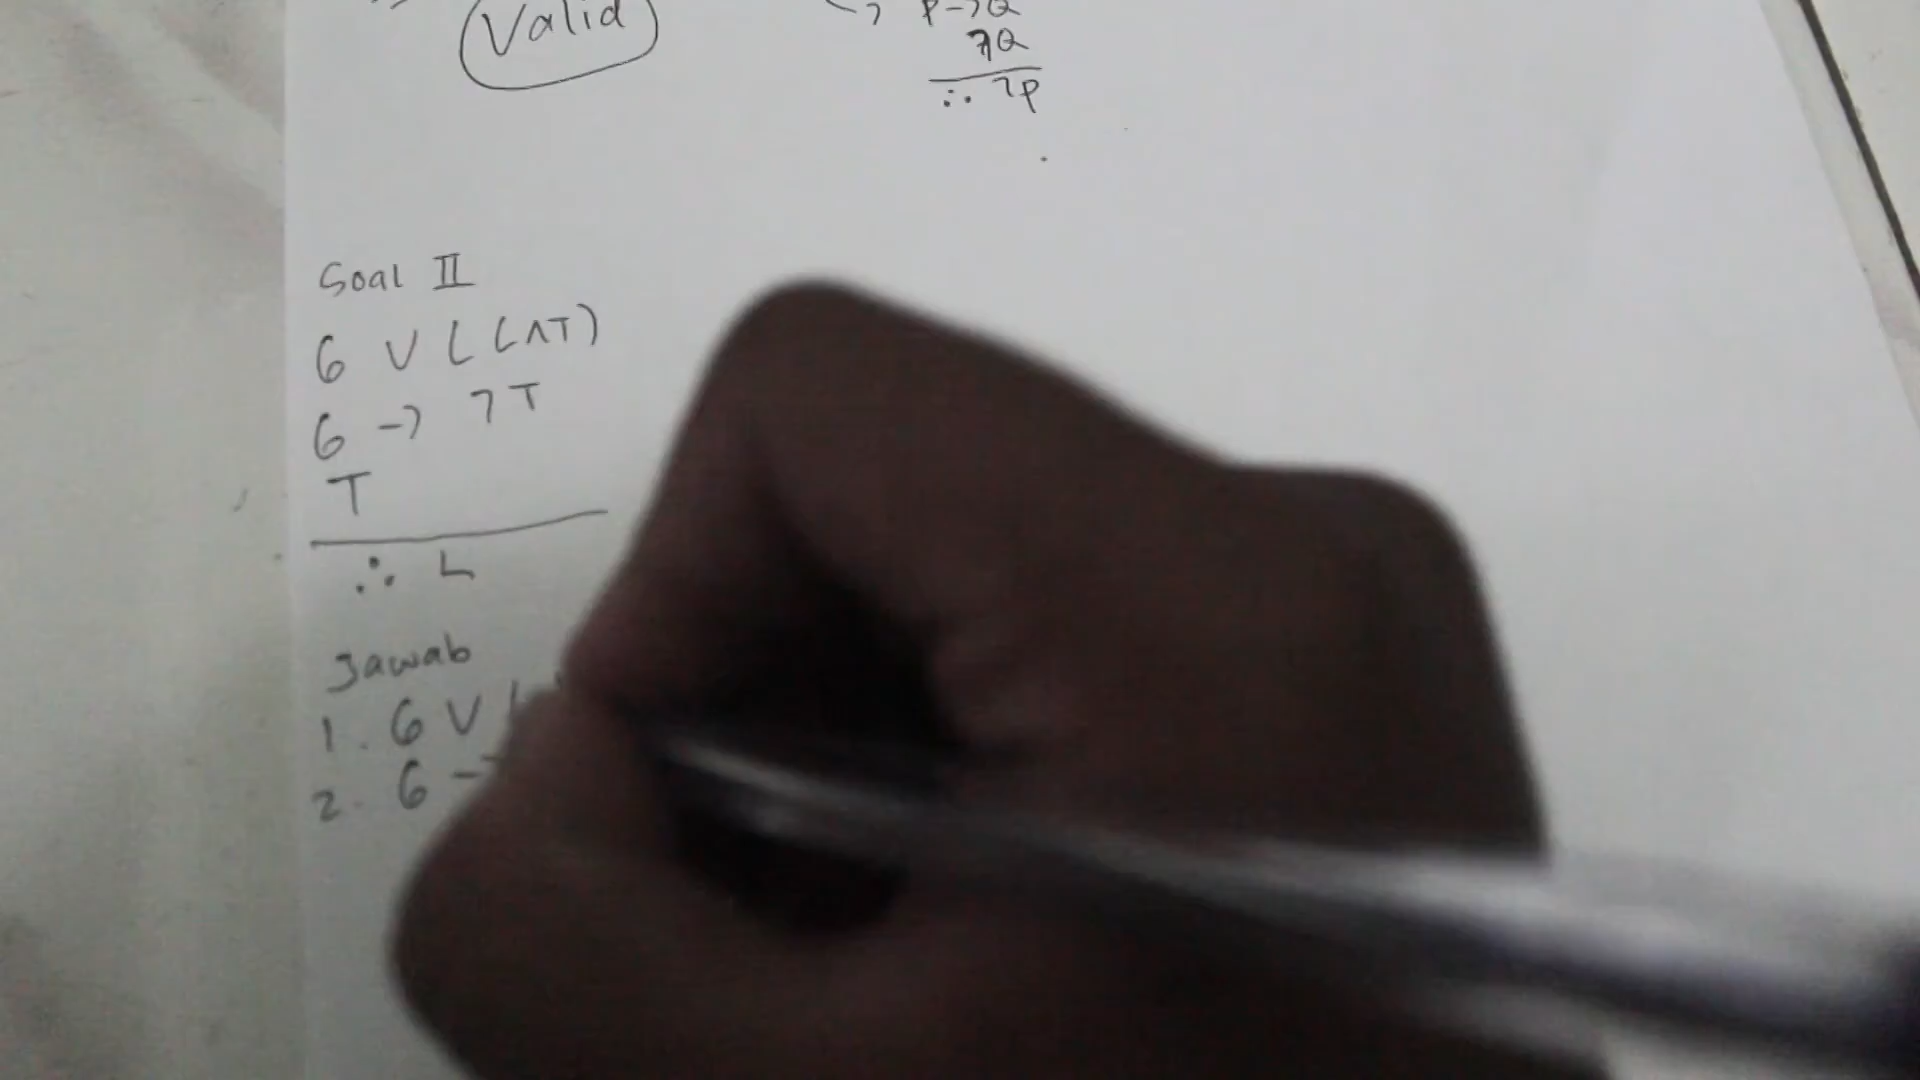 Valid
P→¬Q
¬Q
∴ ¬P
Soal II
G V (L∧T)
G → ¬T
T
∴ L
Jawab
1. G V
2. G →